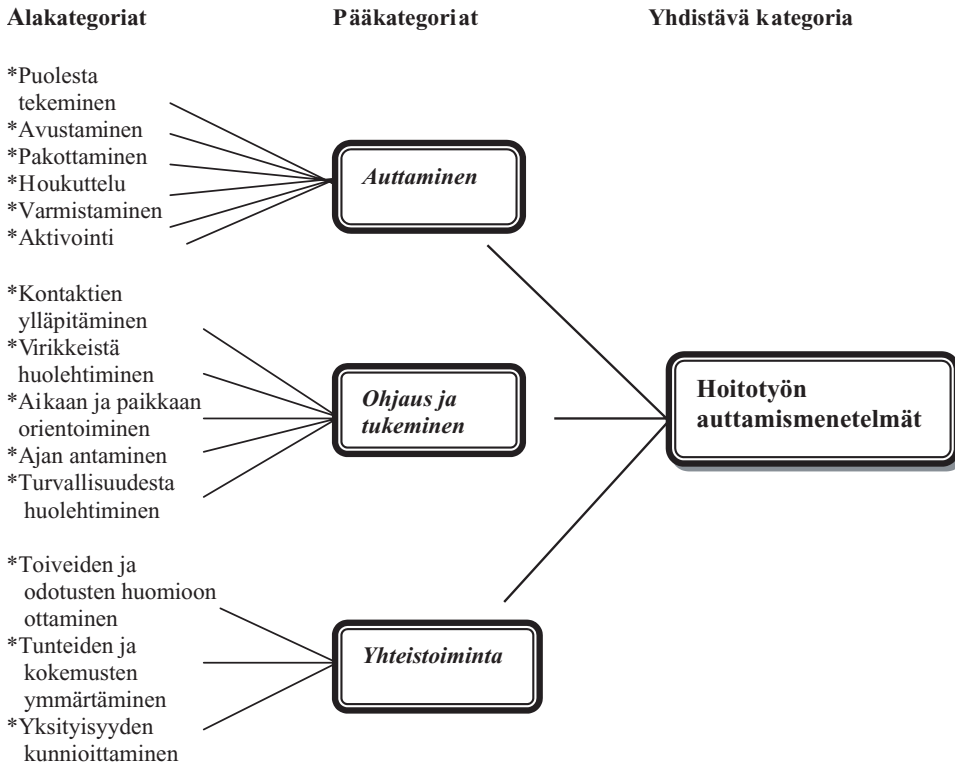 Alakategoriat Pääkategoriat Yhdistävä kategoria
*Puolesta
tekeminen
*Avustaminen
*Pakottaminen
*Houkuttelu
*Varmistaminen
*Aktivointi
Auttaminen
*Kontaktien
ylläpitäminen
*Virikkeistä
huolehtiminen
*Aikaan ja paikkaan
orientoiminen
*Ajan antaminen
*Turvallisuudesta
huolehtiminen
Ohjaus ja
tukeminen
Hoitotyön
auttamismenetelmät
*Toiveiden ja
odotusten huomioon
ottaminen
*Tunteiden ja
kokemusten
ymmärtäminen
*Yksityisyyden
kunnioittaminen
Yhteistoiminta